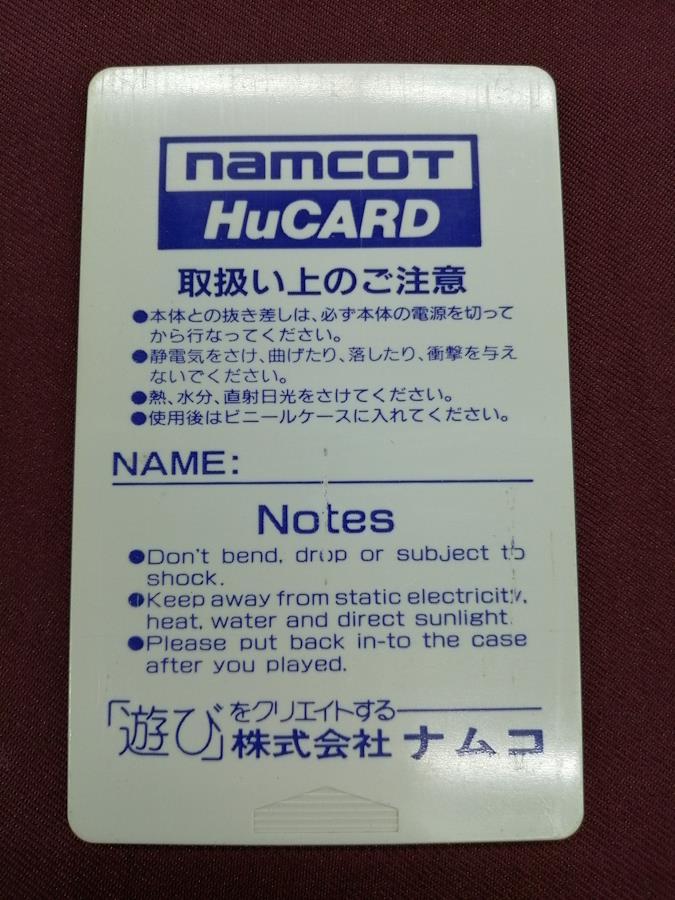 namcoT
HuCARD
取扱い上のご注意
●本体との抜き差しは、必ず本体の電源を切って
から行なってください。
●静電気をさけ、曲げたり、落したり、衝撃を与え
ないでください。
●熱、水分、直射日光をさけてください。
●使用後はビニールケースに入れてください。
NAME:
Notes
●Don't bend, drop or subject to
shock.
●Keep away from static electricity,
heat, water and direct sunlight.
●Please put back in-to the case
after you played.
「遊び」をクリエイトする
株式会社 ナムコ